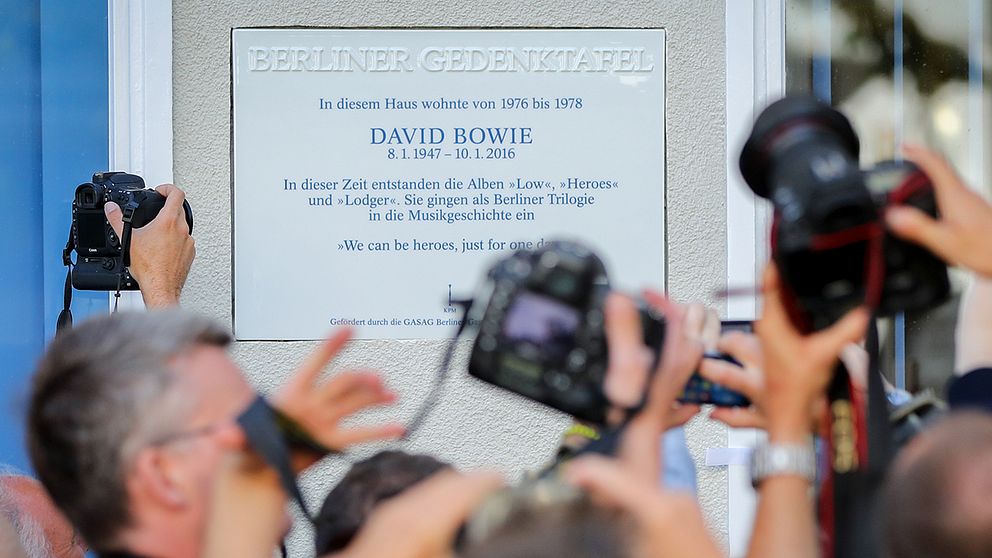 BERLINER GEDENKTAFEL
In diesem Haus wohnte von 1976 bis 1978
DAVID BOWIE
8. 1. 1947 – 10. 1. 2016
In dieser Zeit entstanden die Alben »Low«, »Heroes«
und »Lodger«. Sie gingen als Berliner Trilogie
in die Musikgeschichte ein
»We can be heroes, just for one
KPM
Gefördert durch die GASAG Berliner